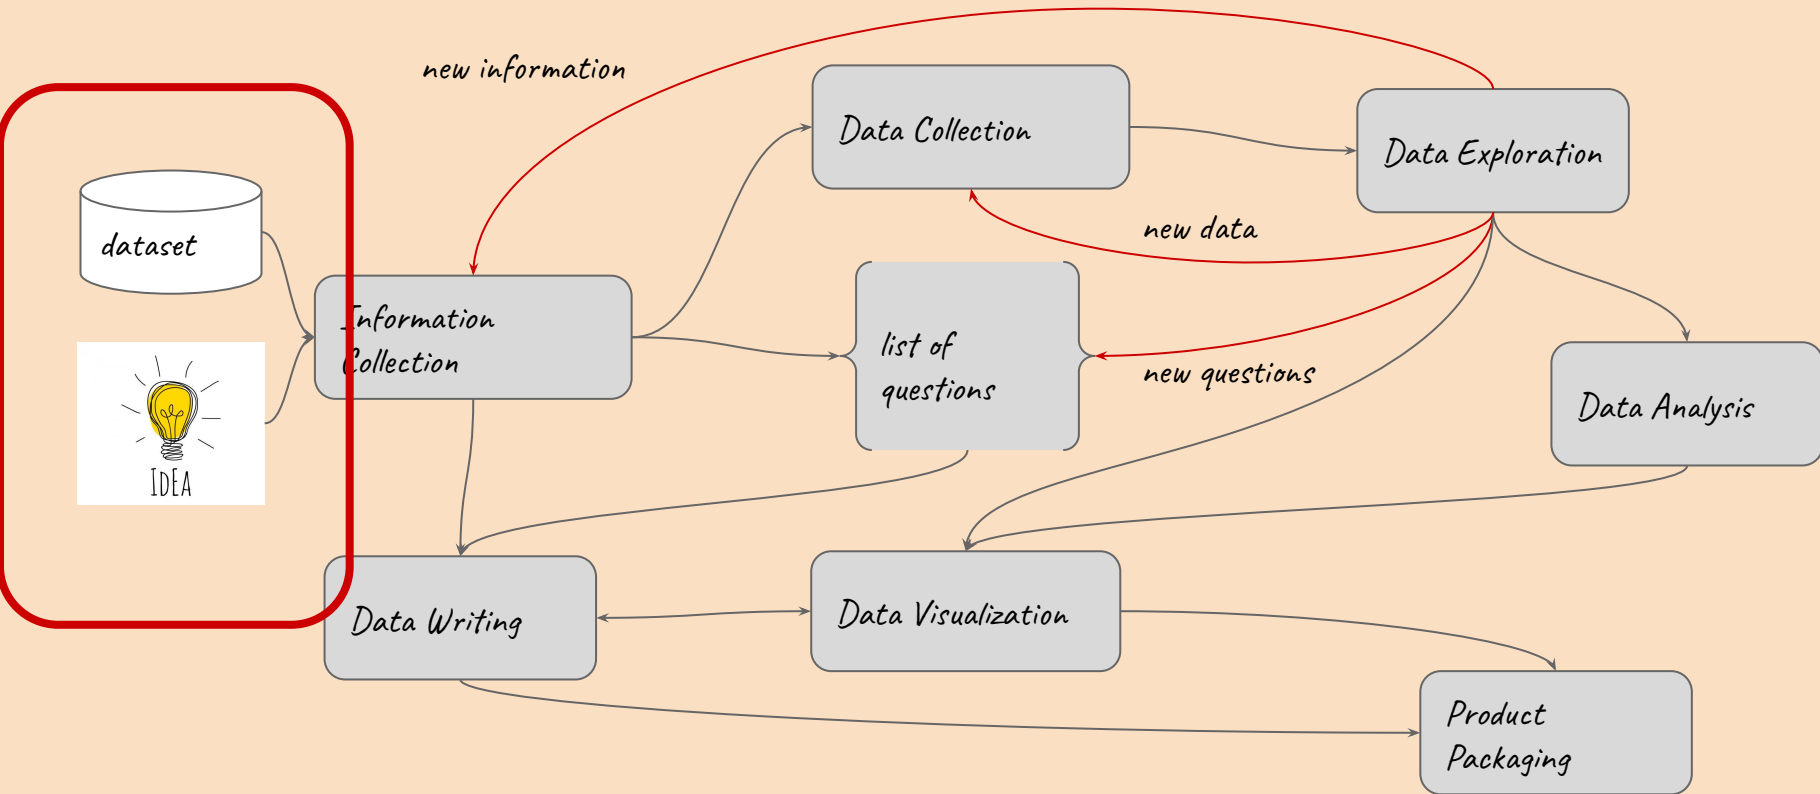 new information
Data Collection
Data Exploration
dataset
new data
Information
Collection
list of
questions
new questions
Data Analysis
IdEA
Data Writing
Data Visualization
Product
Packaging